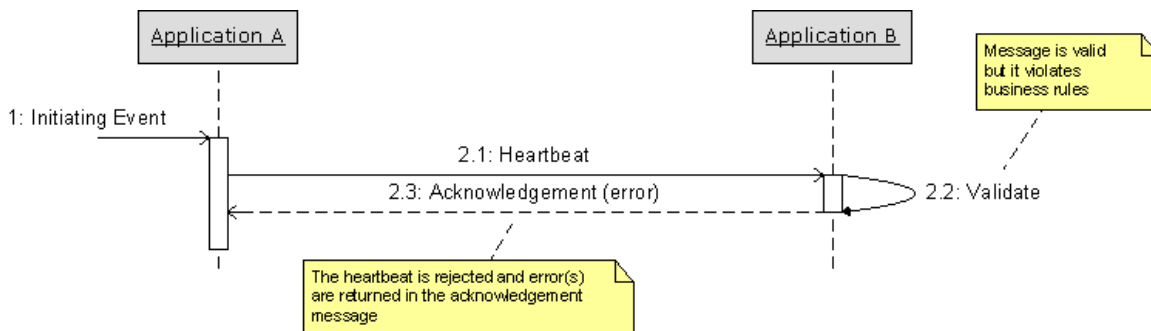 Application A
Application B
Message is valid
but it violates
business rules
1: Initiating Event
2.1: Heartbeat
2.3: Acknowledgement (error)
2.2: Validate
The heartbeat is rejected and error(s)
are returned in the acknowledgement
message